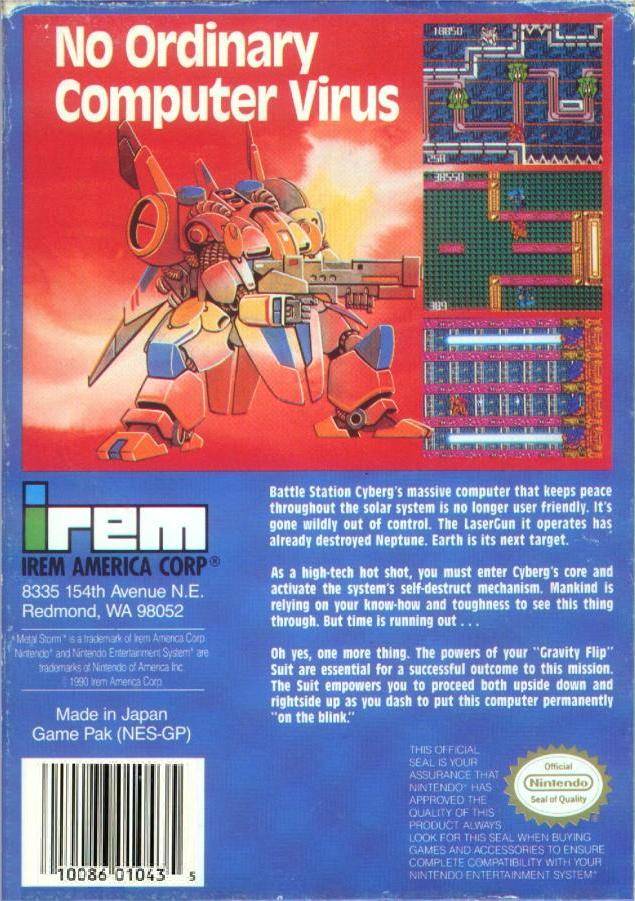 No Ordinary
Computer Virus
18850
258
38550
389
irem
IREM AMERICA CORP®
8335 154th Avenue N.E.
Redmond, WA 98052
Metal Storm™ is a trademark of Irem America Corp.
Nintendo® and Nintendo Entertainment System® are
trademarks of Nintendo of America Inc.
©1990 Irem America Corp.
Made in Japan
Game Pak (NES-GP)
10086 01043 5
Battle Station Cyberg's massive computer that keeps peace
throughout the solar system is no longer user friendly. It's
gone wildly out of control. The LaserGun it operates has
already destroyed Neptune. Earth is its next target.
As a high-tech hot shot, you must enter Cyberg's core and
activate the system's self-destruct mechanism. Mankind is
relying on your know-how and toughness to see this thing
through. But time is running out . . .
Oh yes, one more thing. The powers of your "Gravity Flip"
Suit are essential for a successful outcome to this mission.
The Suit empowers you to proceed both upside down and
rightside up as you dash to put this computer permanently
"on the blink."
THIS OFFICIAL
SEAL IS YOUR
ASSURANCE THAT
NINTENDO® HAS
APPROVED THE
QUALITY OF THIS
PRODUCT. ALWAYS
LOOK FOR THIS SEAL WHEN BUYING
GAMES AND ACCESSORIES TO ENSURE
COMPLETE COMPATIBILITY WITH YOUR
NINTENDO ENTERTAINMENT SYSTEM®
Official
Nintendo
Seal of Quality